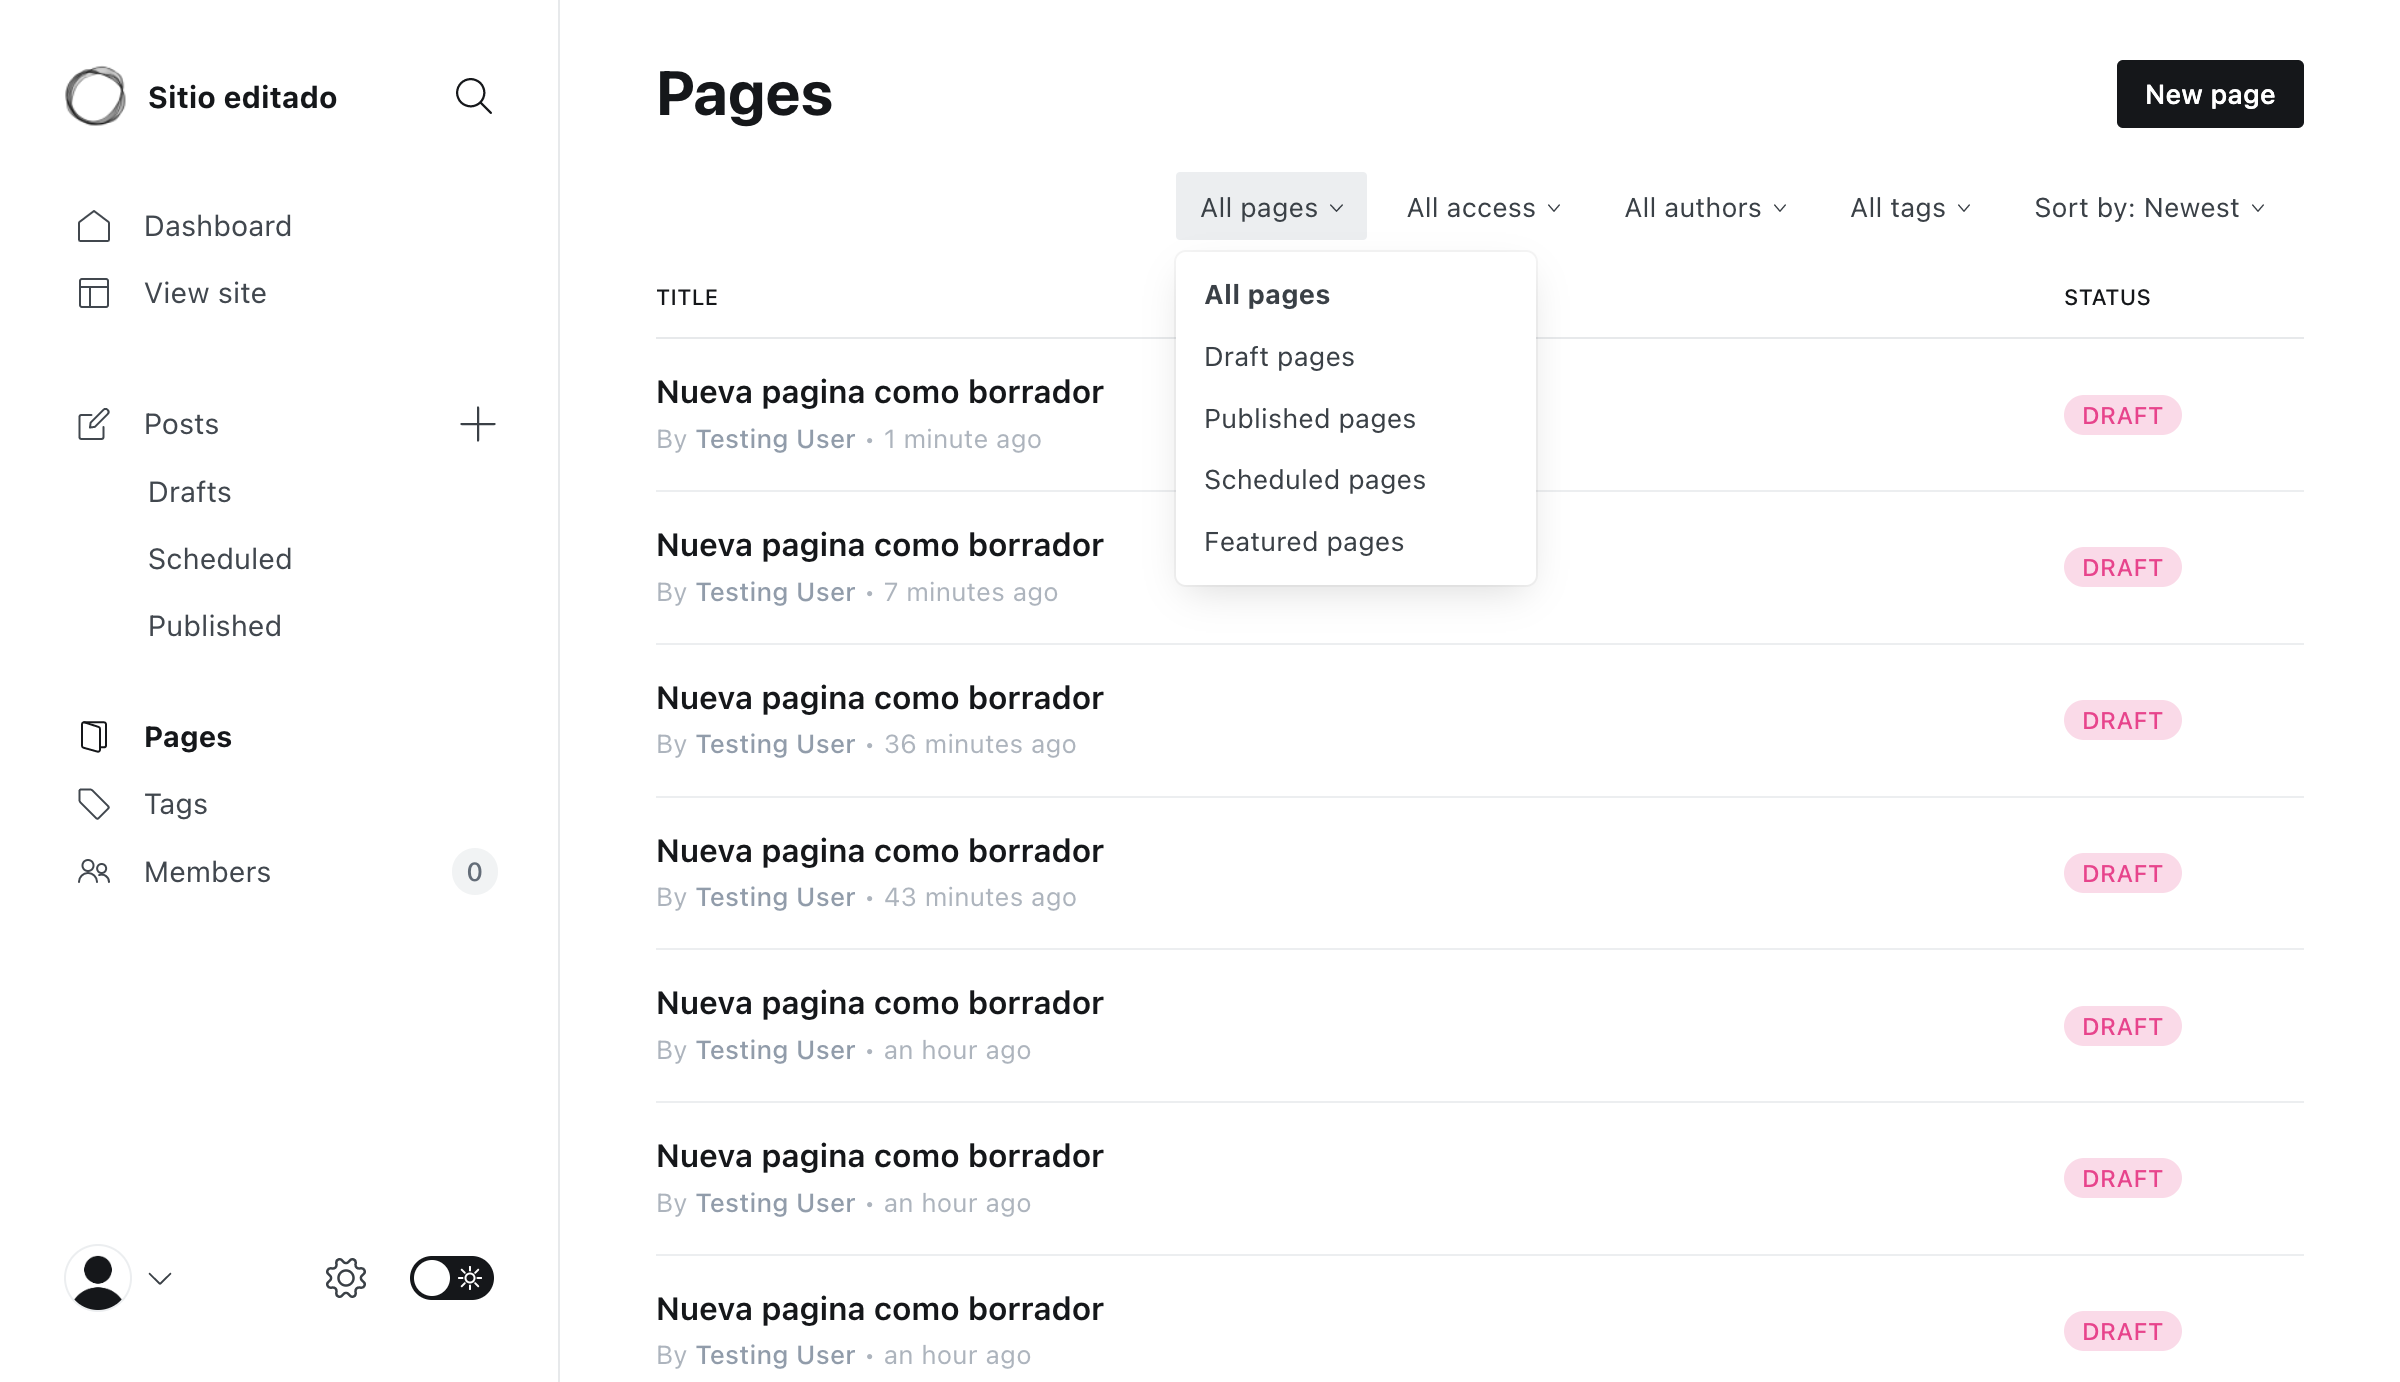 Sitio editado
Dashboard
View site
Posts
Drafts
Scheduled
Published
Pages
Tags
Members
0
Pages
New page
All pages
All access
All authors
All tags
Sort by: Newest
All pages
Draft pages
Published pages
Scheduled pages
Featured pages
TITLE
STATUS
Nueva pagina como borrador
By Testing User • 1 minute ago
DRAFT
Nueva pagina como borrador
By Testing User • 7 minutes ago
DRAFT
Nueva pagina como borrador
By Testing User • 36 minutes ago
DRAFT
Nueva pagina como borrador
By Testing User • 43 minutes ago
DRAFT
Nueva pagina como borrador
By Testing User • an hour ago
DRAFT
Nueva pagina como borrador
By Testing User • an hour ago
DRAFT
Nueva pagina como borrador
By Testing User • an hour ago
DRAFT